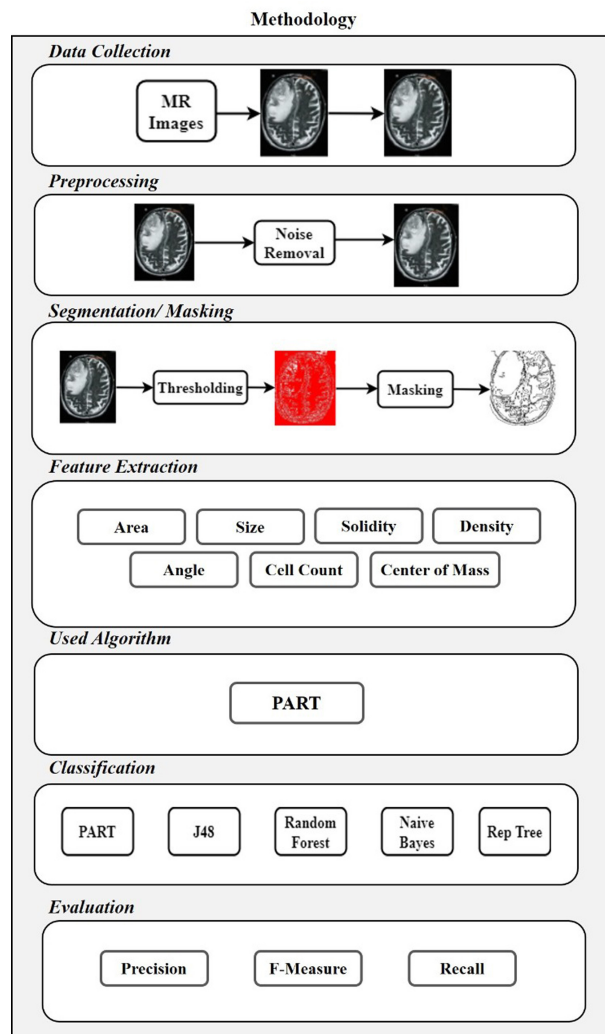 Methodology
Data Collection
MR
Images
Preprocessing
Noise
Removal
Segmentation/ Masking
Thresholding
Masking
Feature Extraction
Area
Size
Solidity
Density
Angle
Cell Count
Center of Mass
Used Algorithm
PART
Classification
PART
J48
Random
Forest
Naive
Bayes
Rep Tree
Evaluation
Precision
F-Measure
Recall